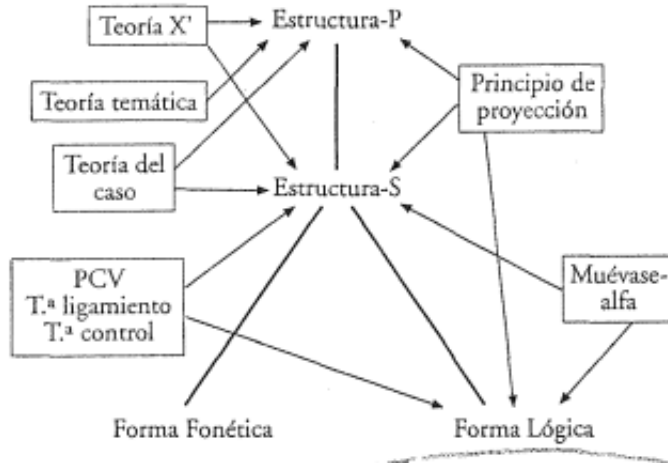 Teoría X'
Estructura-P
Teoría temática
Principio de
proyección
Teoría del
caso
Estructura-S
PCV
T.ª ligamiento
T.ª control
Muévase-
alfa
Forma Fonética
Forma Lógica